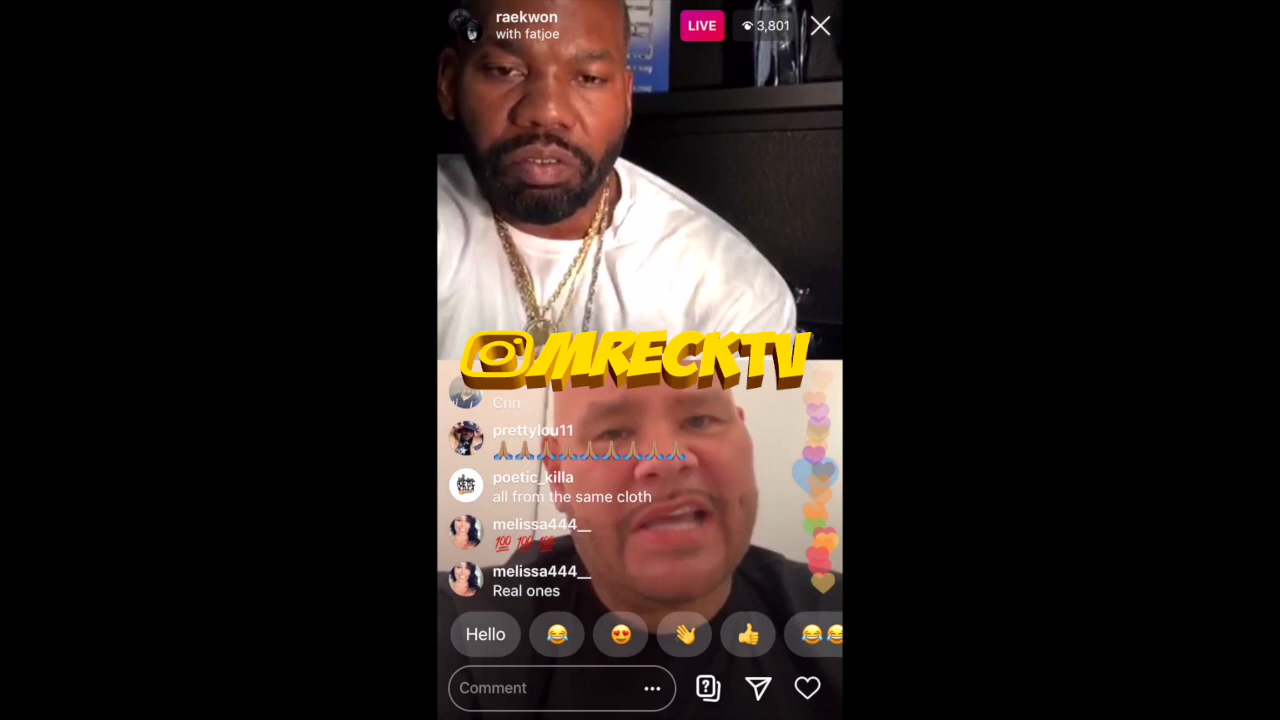 raekwon
with fatjoe
LIVE
3,801
MRECKTV
Cnn
prettylou11
poetic_killa
all from the same cloth
melissa444__
💯 💯 💯
melissa444__
Real ones
Hello
Comment